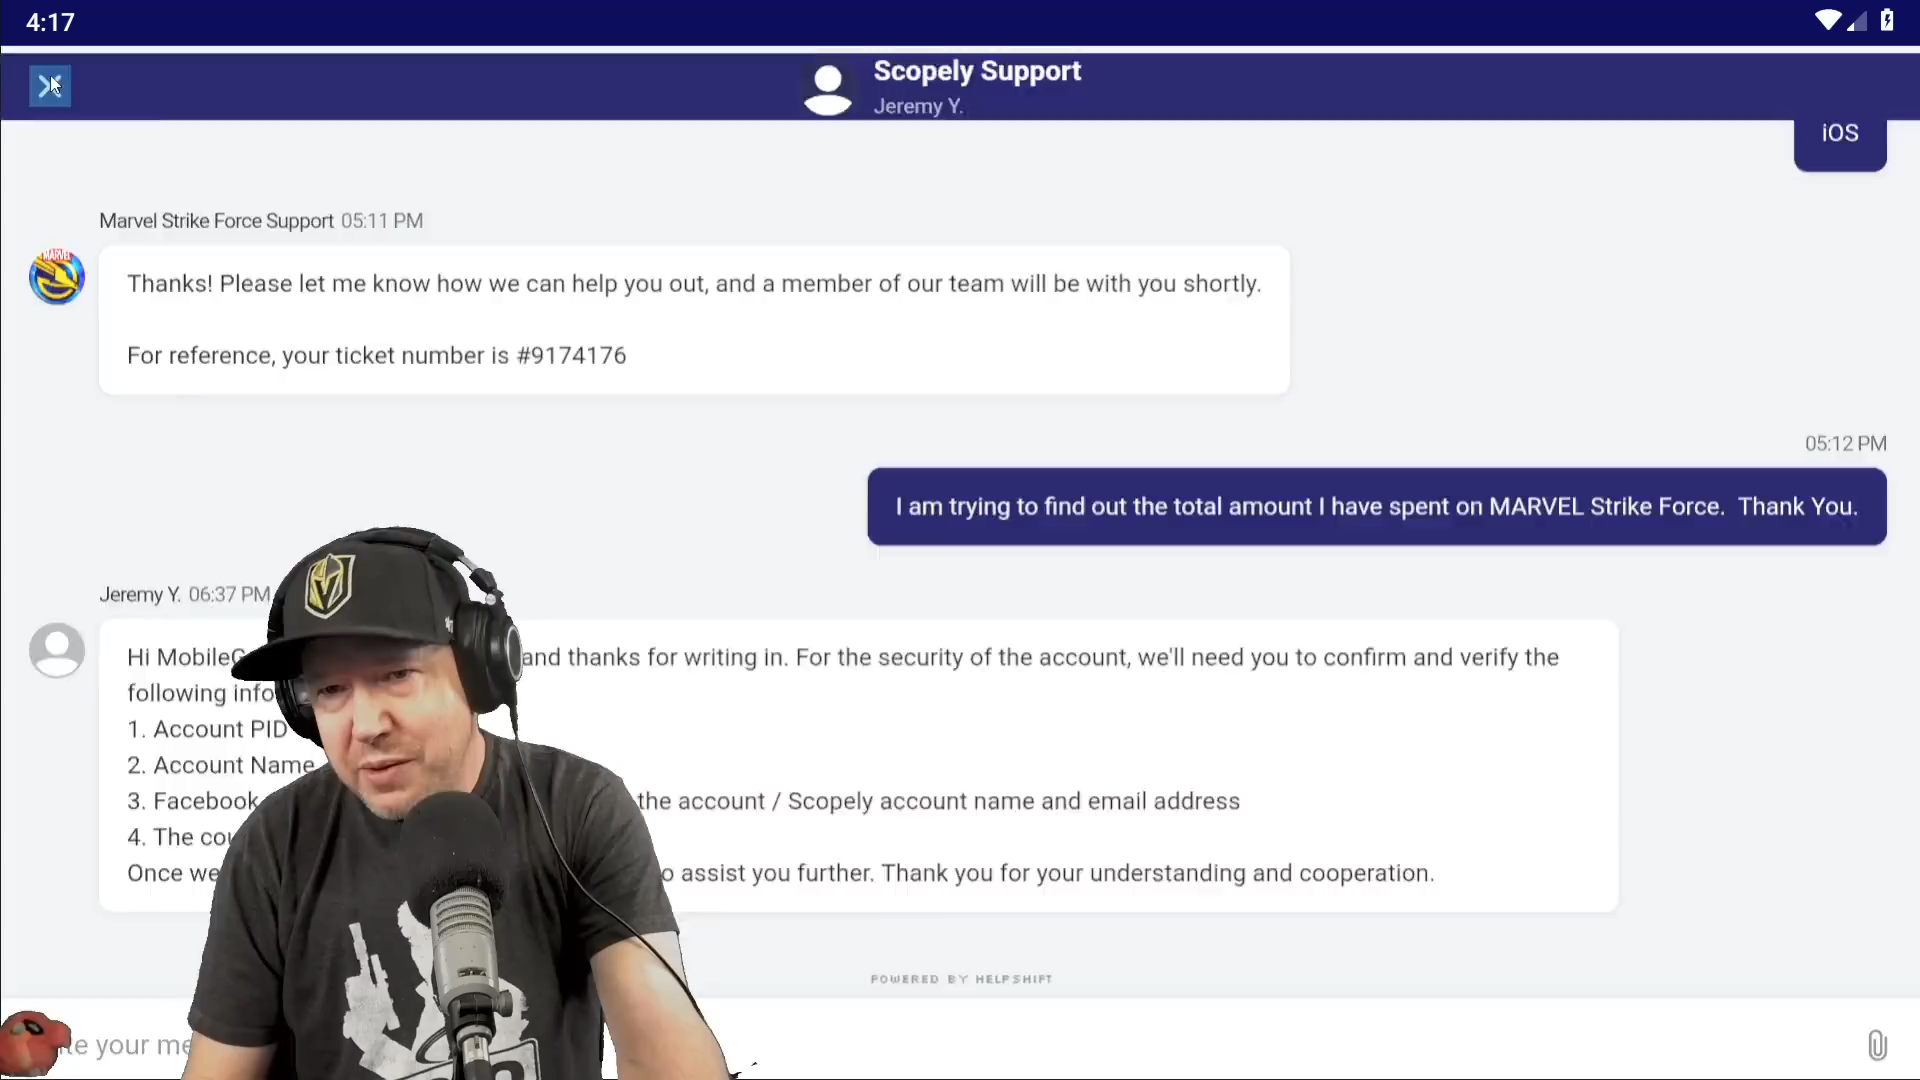 4:17
Scopely Support
Jeremy Y.
iOS
Marvel Strike Force Support 05:11 PM
MARVEL
Thanks! Please let me know how we can help you out, and a member of our team will be with you shortly.
For reference, your ticket number is #9174176
05:12 PM
I am trying to find out the total amount I have spent on MARVEL Strike Force. Thank You.
Jeremy Y. 06:37 PM
Hi and thanks for writing in. For the security of the account, we'll need you to confirm and verify the
following
1. Account PID
2. Account Name
3. Facebook the account / Scopely account name and email address
4. The
Once we assist you further. Thank you for your understanding and cooperation.
POWERED BY HELPSHIFT
your